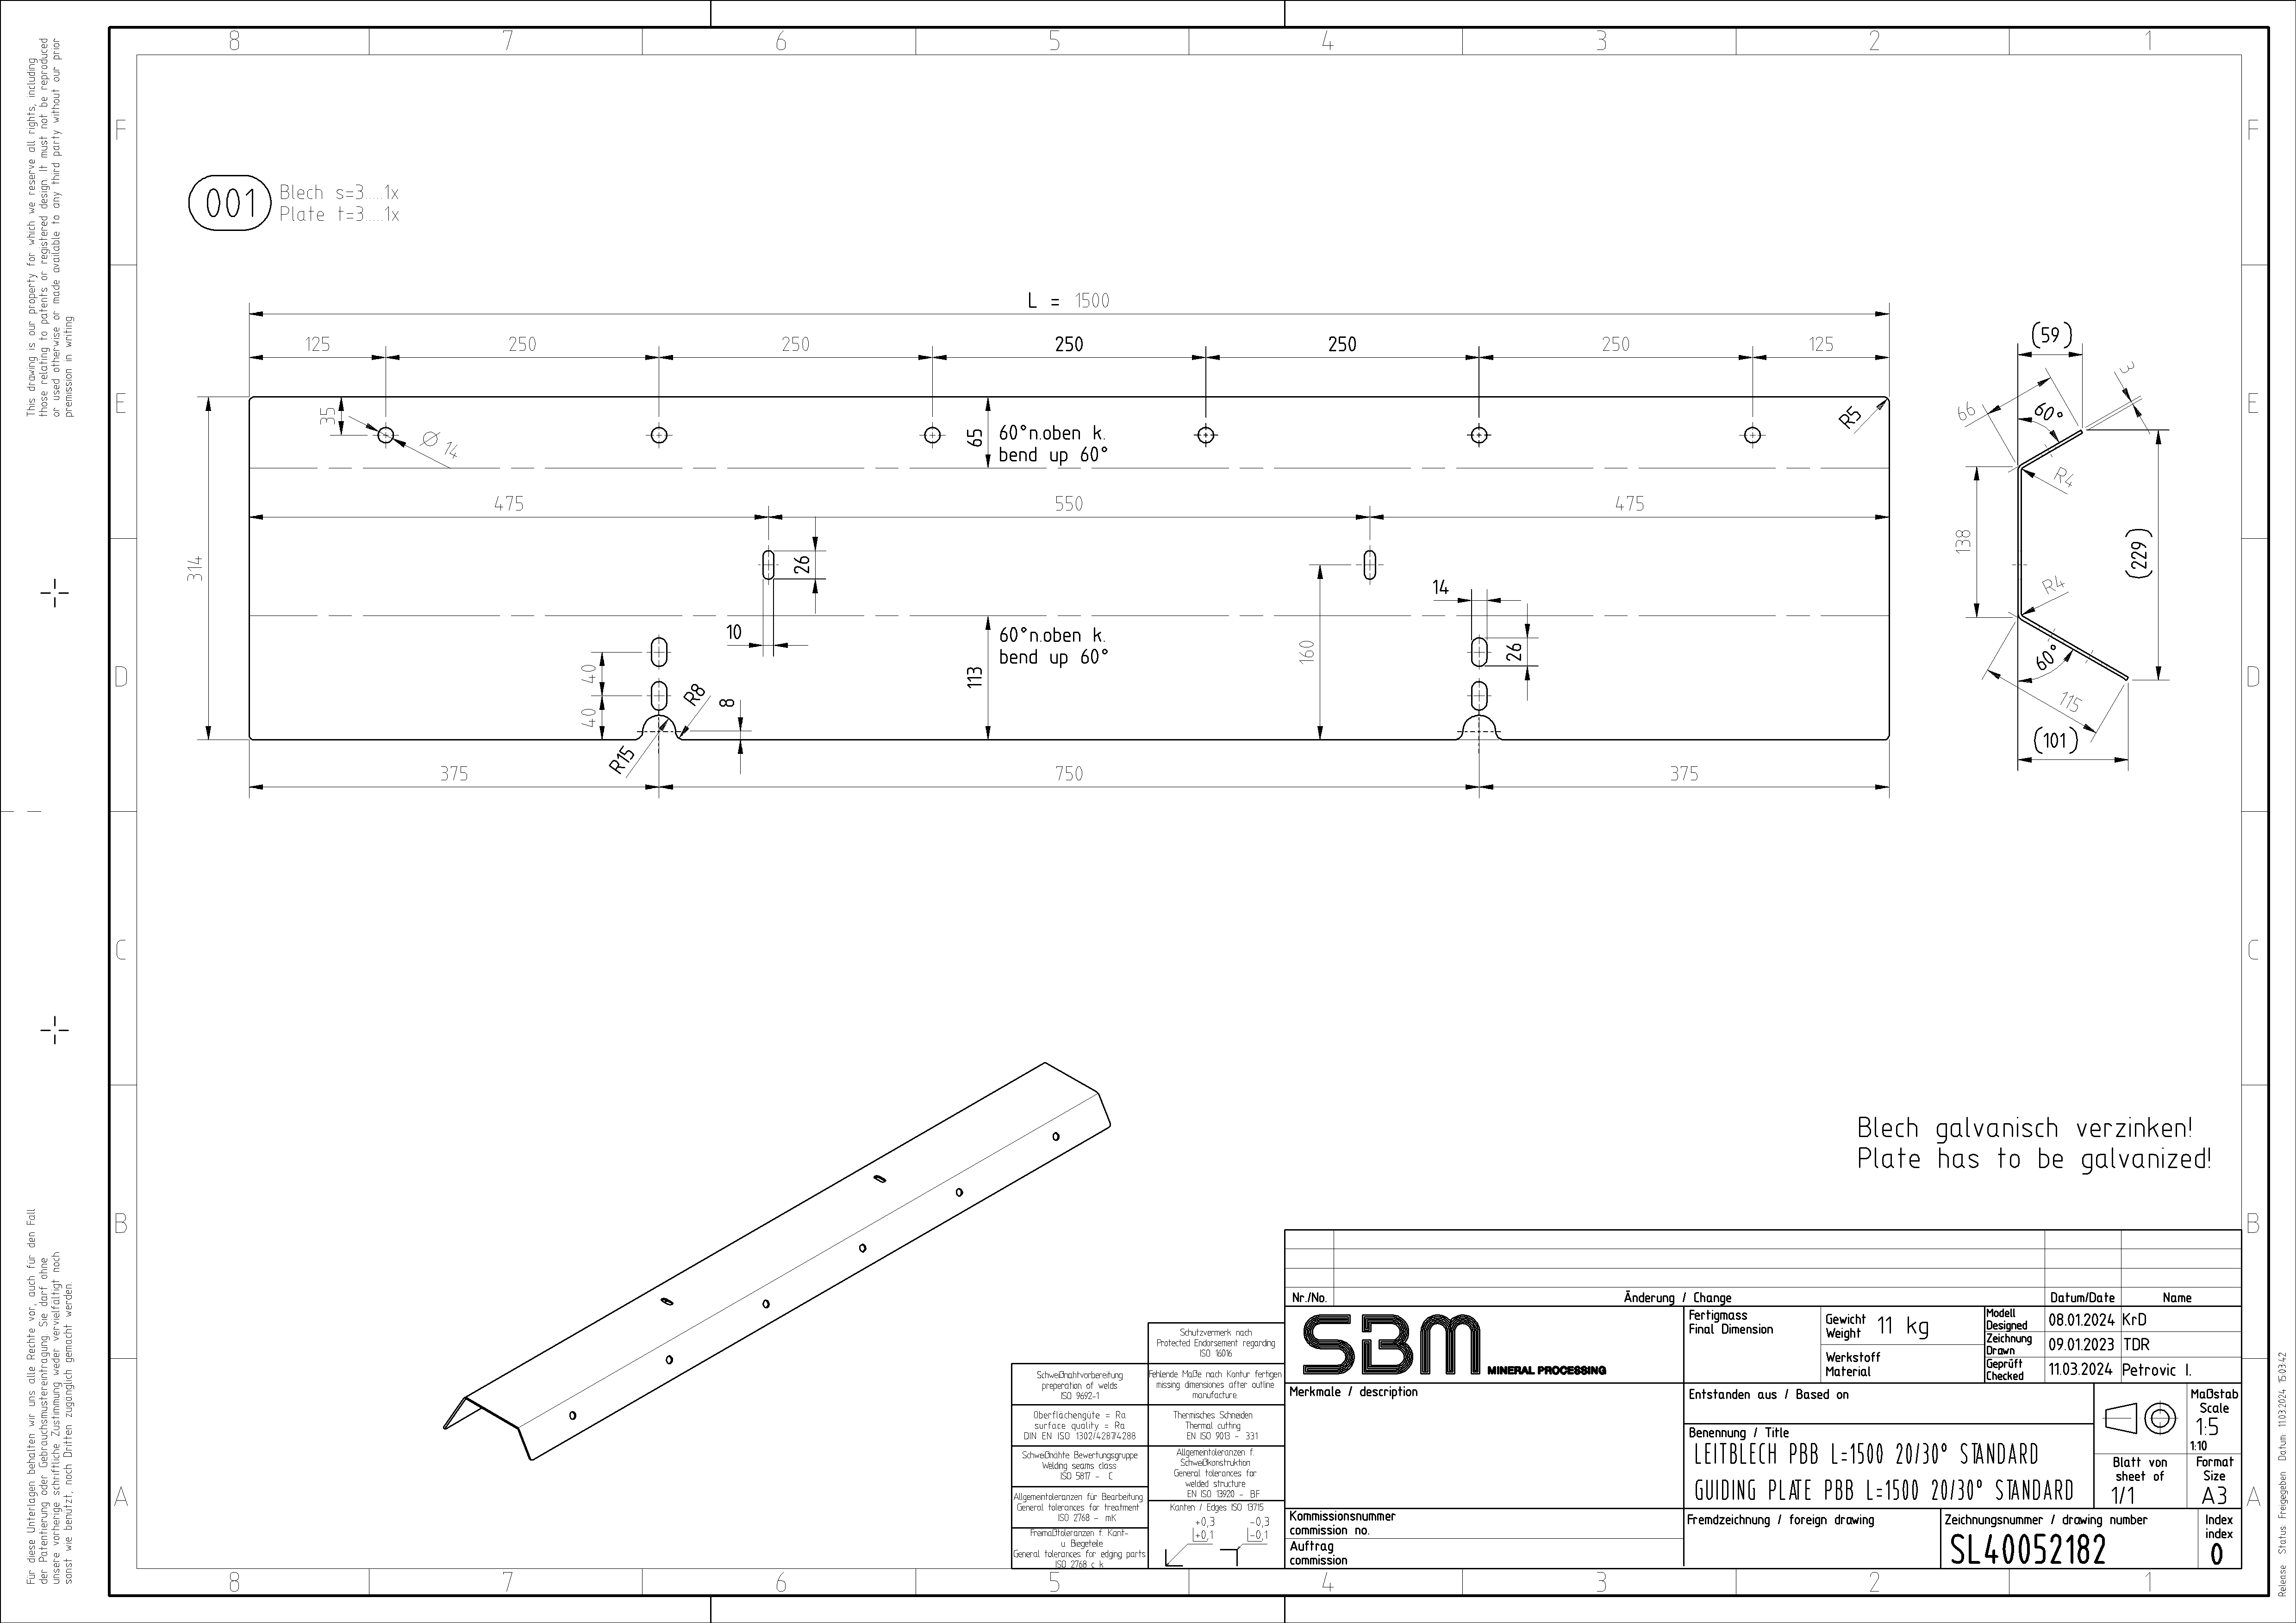 8 7 6 5 4 3 2 1
F
E
D
C
B
A
F
E
D
C
B
A
This drawing is our property for which we reserve all rights, including
those relating to patents or registered design. It must not be reproduced
or used otherwise or made available to any third party without our prior
premission in writing
Für diese Unterlagen behalten wir uns alle Rechte vor, auch für den Fall
der Patentierung oder Gebrauchsmustereintragung. Sie darf ohne
unsere vorherige schriftliche Zustimmung weder vervielfältigt noch
sonst wie benützt, noch Dritten zugänglich gemacht werden.
001
Blech s=3....1x
Plate t=3....1x
L = 1500
125 250 250 250 250 250 125
35
Ø 14
65
60°n.oben k.
bend up 60°
R5
475 550 475
314
26
10
14
26
160
60°n.oben k.
bend up 60°
113
40
40
R8
R15
8
375 750 375
(59)
3
66
60°
R4
138
(229)
R4
60°
115
(101)
Blech galvanisch verzinken!
Plate has to be galvanized!
Nr./No.
Änderung / Change
Datum/Date
Name
SBM
MINERAL PROCESSING
Fertigmass
Final Dimension
Gewicht
Weight
11 kg
Werkstoff
Material
Modell
Designed
08.01.2024 KrD
Zeichnung
Drawn
09.01.2023 TDR
Geprüft
Checked
11.03.2024 Petrovic I.
Merkmale / description
Entstanden aus / Based on
Maßstab
Scale
1:5
1:10
Benennung / Title
LEITBLECH PBB L=1500 20/30° STANDARD
GUIDING PLATE PBB L=1500 20/30° STANDARD
Blatt von
sheet of
1/1
Format
Size
A3
Kommissionsnummer
commission no.
Auftrag
commission
Fremdzeichnung / foreign drawing
Zeichnungsnummer / drawing number
SL40052182
Index
index
0
Schutzvermerk nach
Protected Endorsement regarding
ISO 16016
Schweißnahtvorbereitung
preperation of welds
ISO 9692-1
Fehlende Maße nach Kontur fertigen
missing dimensiones after outline
manufacture.
Oberflächengüte = Ra
surface quality = Ra
DIN EN ISO 1302/4287/4288
Thermisches Schneiden
Thermal cutting
EN ISO 9013 - 331
Schweißnähte Bewertungsgruppe
Welding seams class
ISO 5817 - C
Allgemeintoleranzen f.
Schweißkonstruktion
General tolerances for
welded structure
EN ISO 13920 - BF
Allgemeintoleranzen für Bearbeitung
General tolerances for treatment
ISO 2768 - mK
Kanten / Edges ISO 13715
+0,3
+0,1
-0,3
-0,1
Freimaßtoleranzen f. Kant-
u. Biegeteile
General tolerances for edging parts
ISO 2768 c k
8 7 6 5 4 3 2 1
Release Status: Freigegeben Datum: 11.03.2024 15:03:42